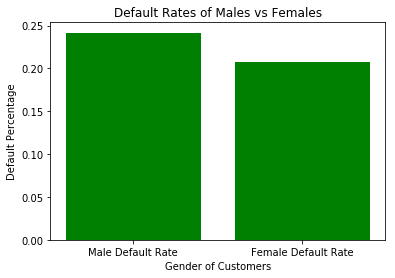 Default Rates of Males vs Females
0.25
0.20
0.15
0.10
0.05
0.00
Default Percentage
Male Default Rate
Female Default Rate
Gender of Customers